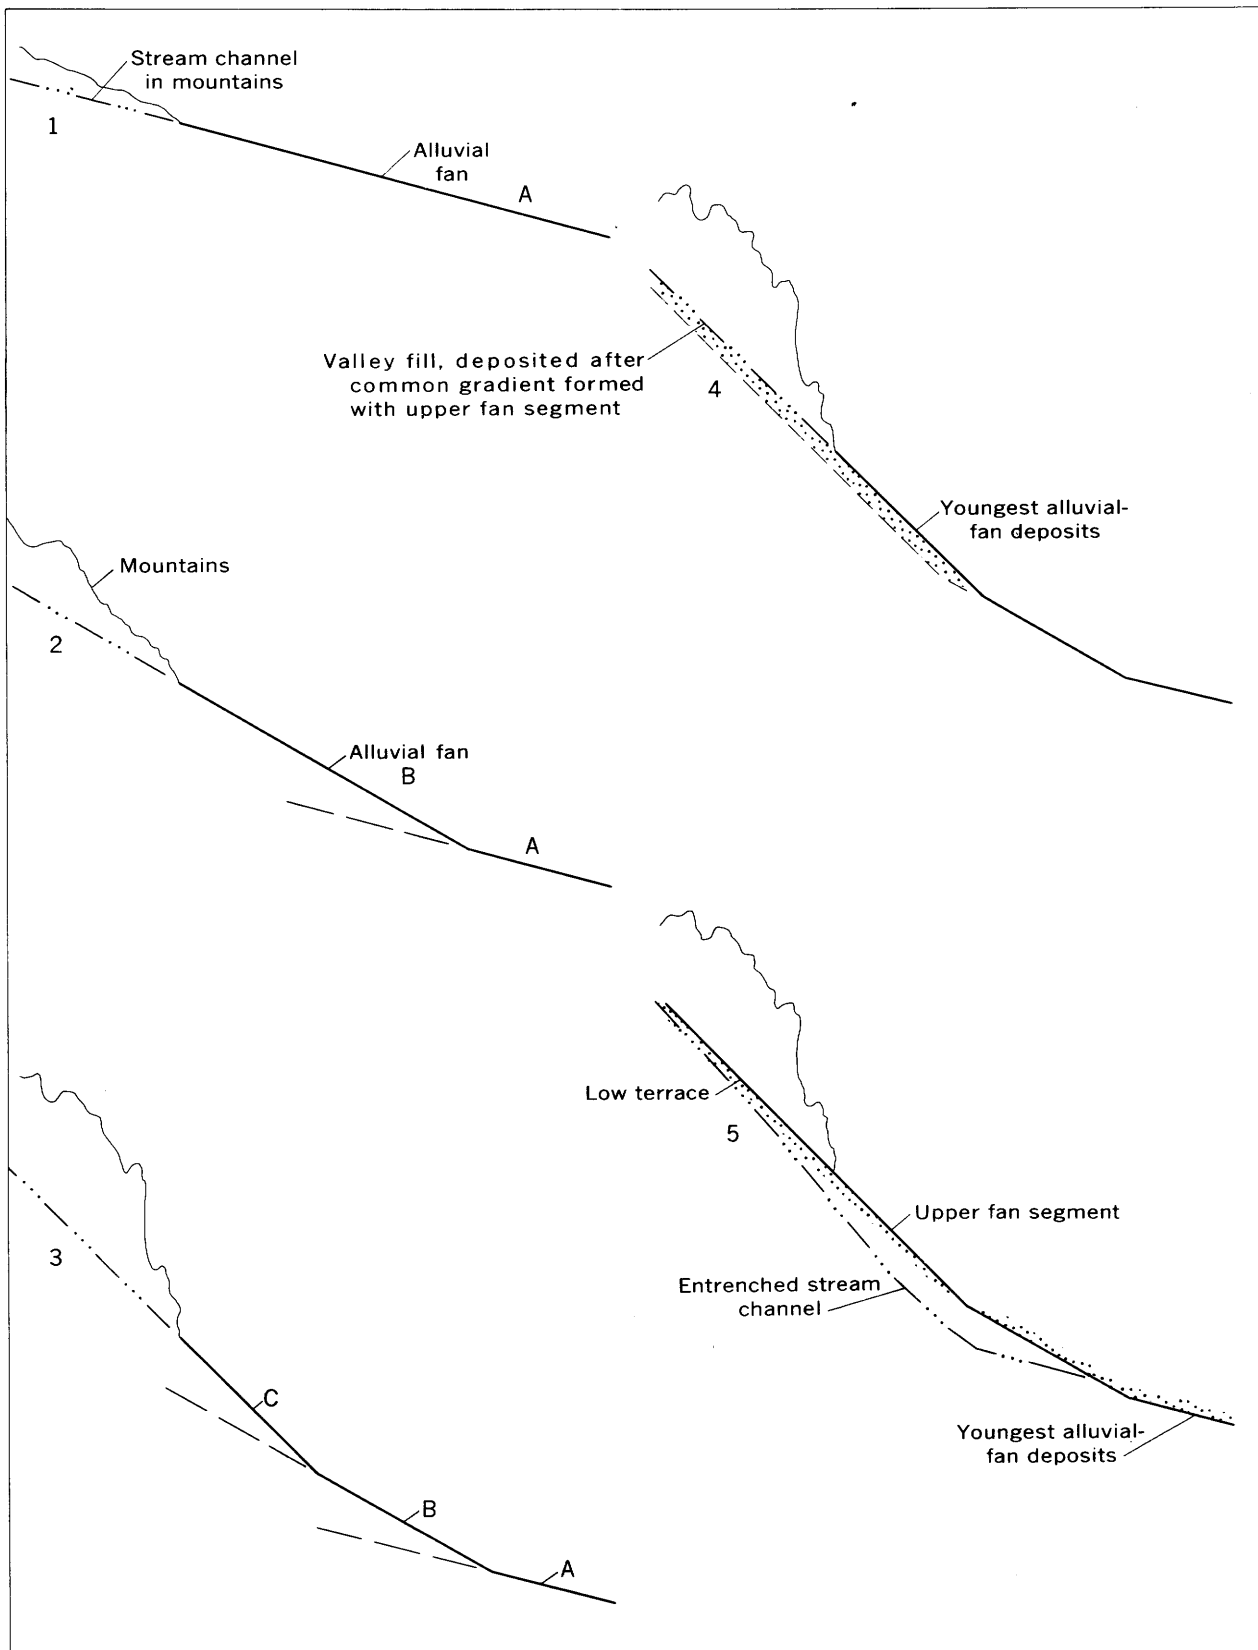 Stream channel
in mountains
1
Alluvial
fan
A
Valley fill, deposited after
common gradient formed
with upper fan segment
4
Youngest alluvial-
fan deposits
Mountains
2
Alluvial fan
B
A
Low terrace
5
Upper fan segment
Entrenched stream
channel
Youngest alluvial-
fan deposits
3
C
B
A